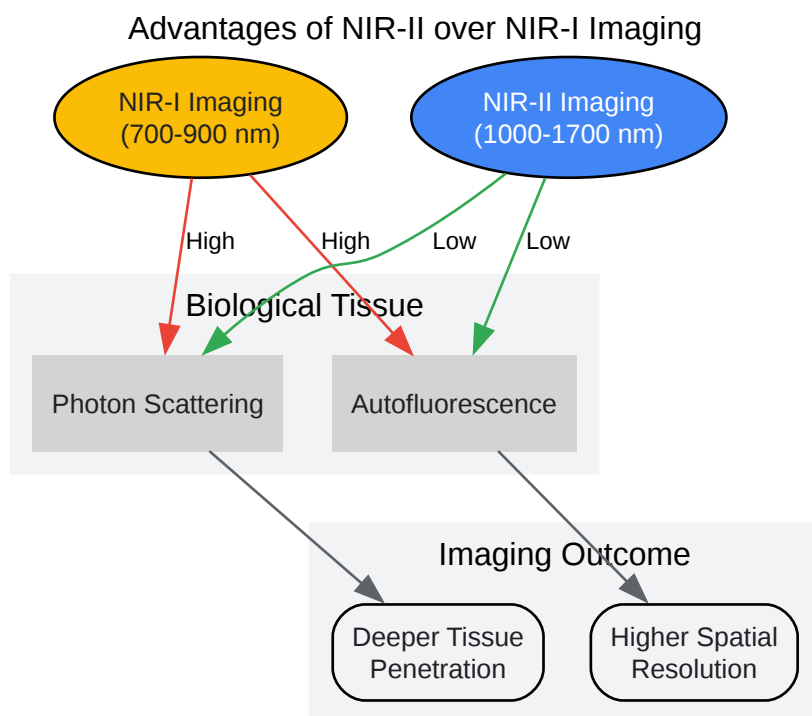 Advantages of NIR-II over NIR-I Imaging
NIR-I Imaging
(700-900 nm)
NIR-II Imaging
(1000-1700 nm)
High
High
Low
Low
Biological Tissue
Photon Scattering
Autofluorescence
Imaging Outcome
Deeper Tissue
Penetration
Higher Spatial
Resolution